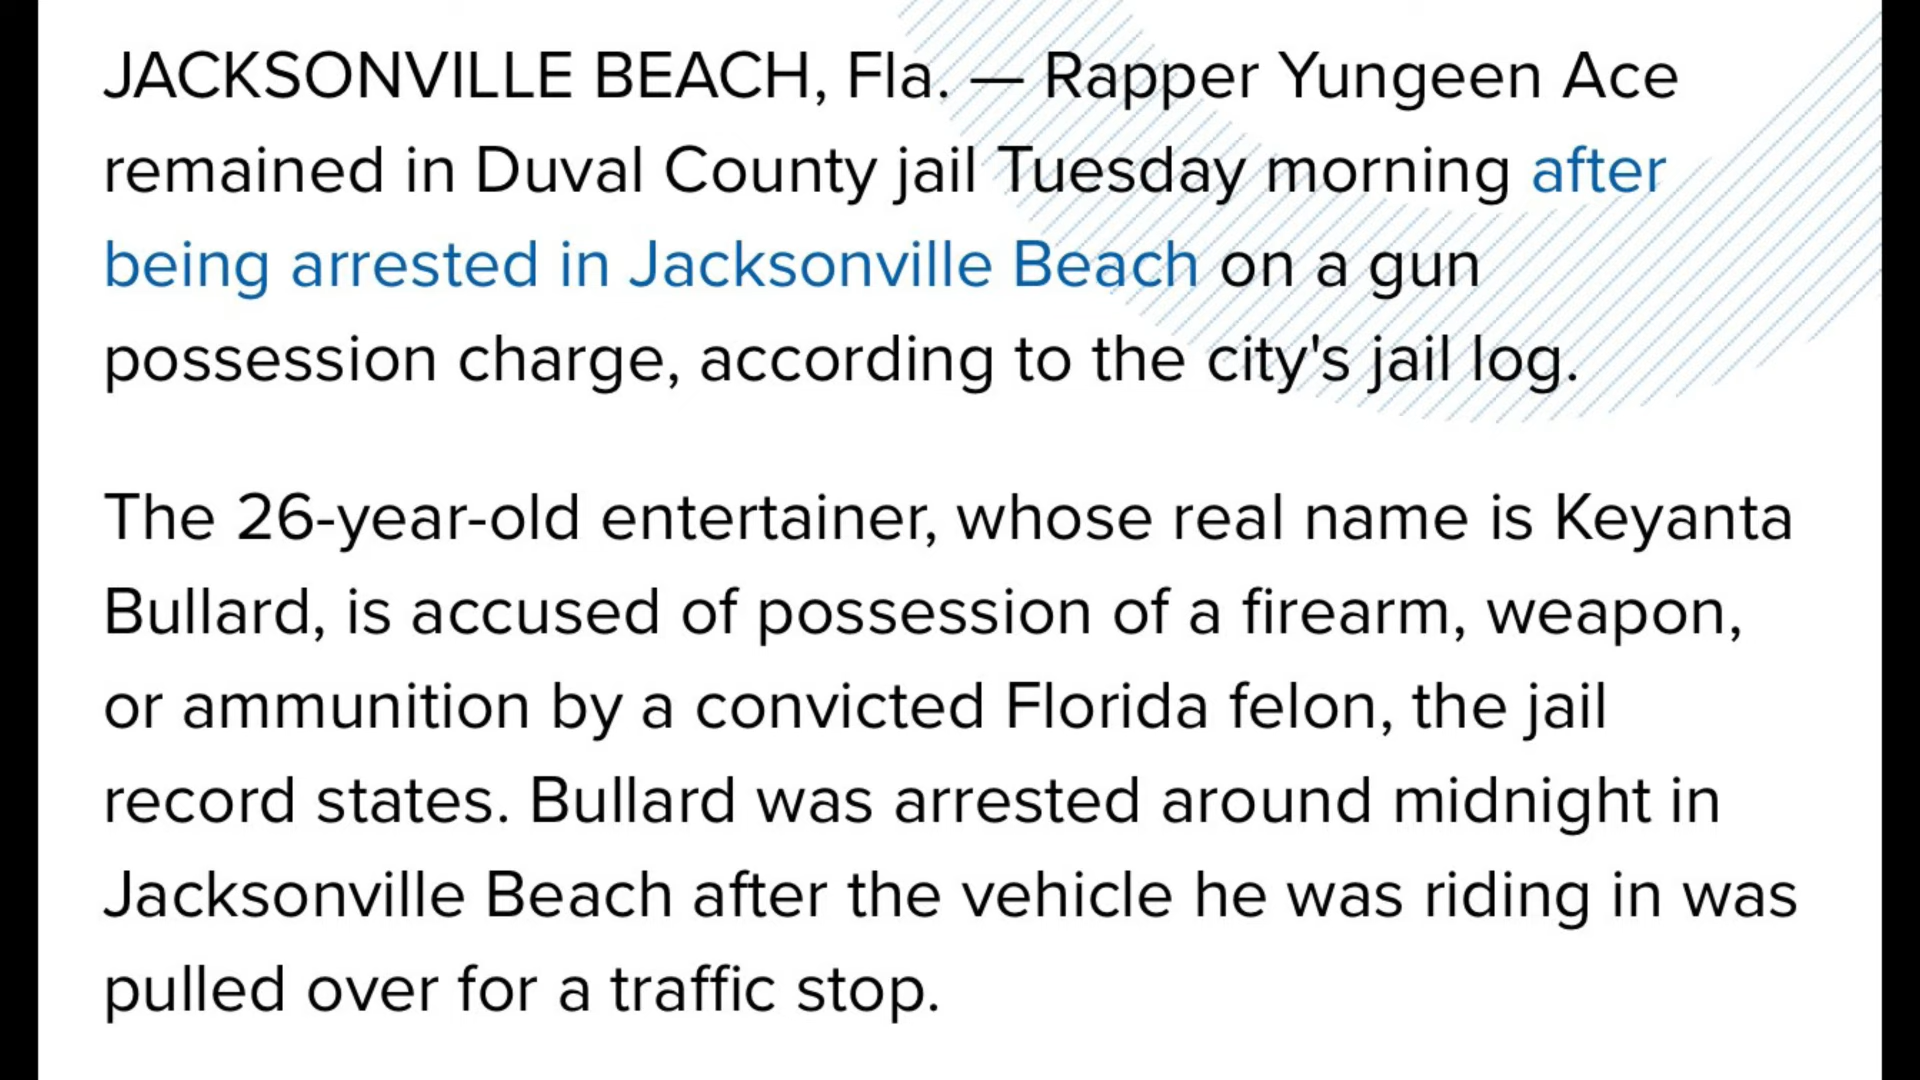 JACKSONVILLE BEACH, Fla. — Rapper Yungeen Ace
remained in Duval County jail Tuesday morning after
being arrested in Jacksonville Beach on a gun
possession charge, according to the city's jail log.
The 26-year-old entertainer, whose real name is Keyanta
Bullard, is accused of possession of a firearm, weapon,
or ammunition by a convicted Florida felon, the jail
record states. Bullard was arrested around midnight in
Jacksonville Beach after the vehicle he was riding in was
pulled over for a traffic stop.